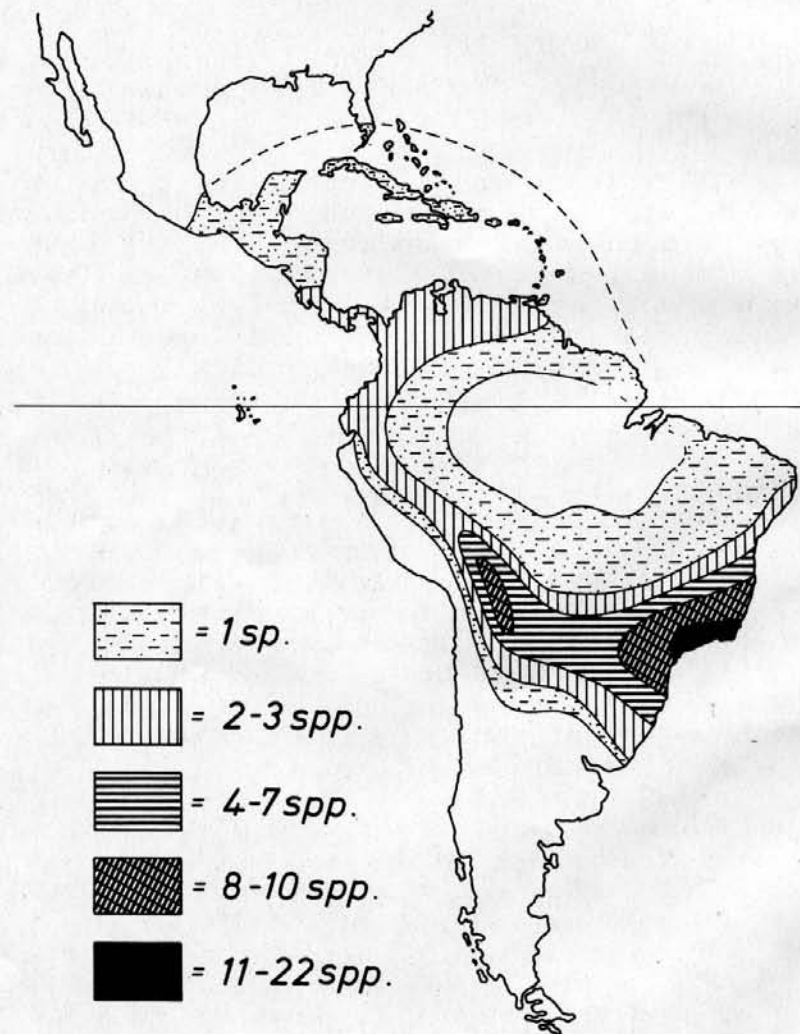 = 1 sp.
= 2-3 spp.
= 4-7 spp.
= 8-10 spp.
= 11-22 spp.